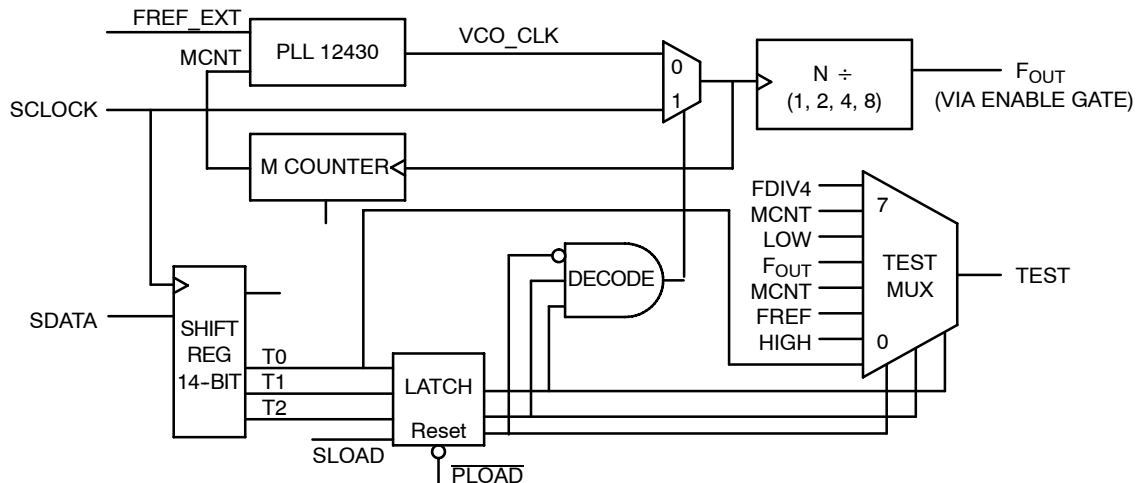 FREF_EXT
MCNT
PLL 12430
VCO_CLK
SCLOCK
0
1
N ÷
(1, 2, 4, 8)
FOUT
(VIA ENABLE GATE)
M COUNTER
FDIV4
MCNT
LOW
FOUT
MCNT
FREF
HIGH
7
TEST
MUX
0
TEST
DECODE
SDATA
SHIFT
REG
14-BIT
T0
T1
T2
LATCH
Reset
SLOAD
PLOAD